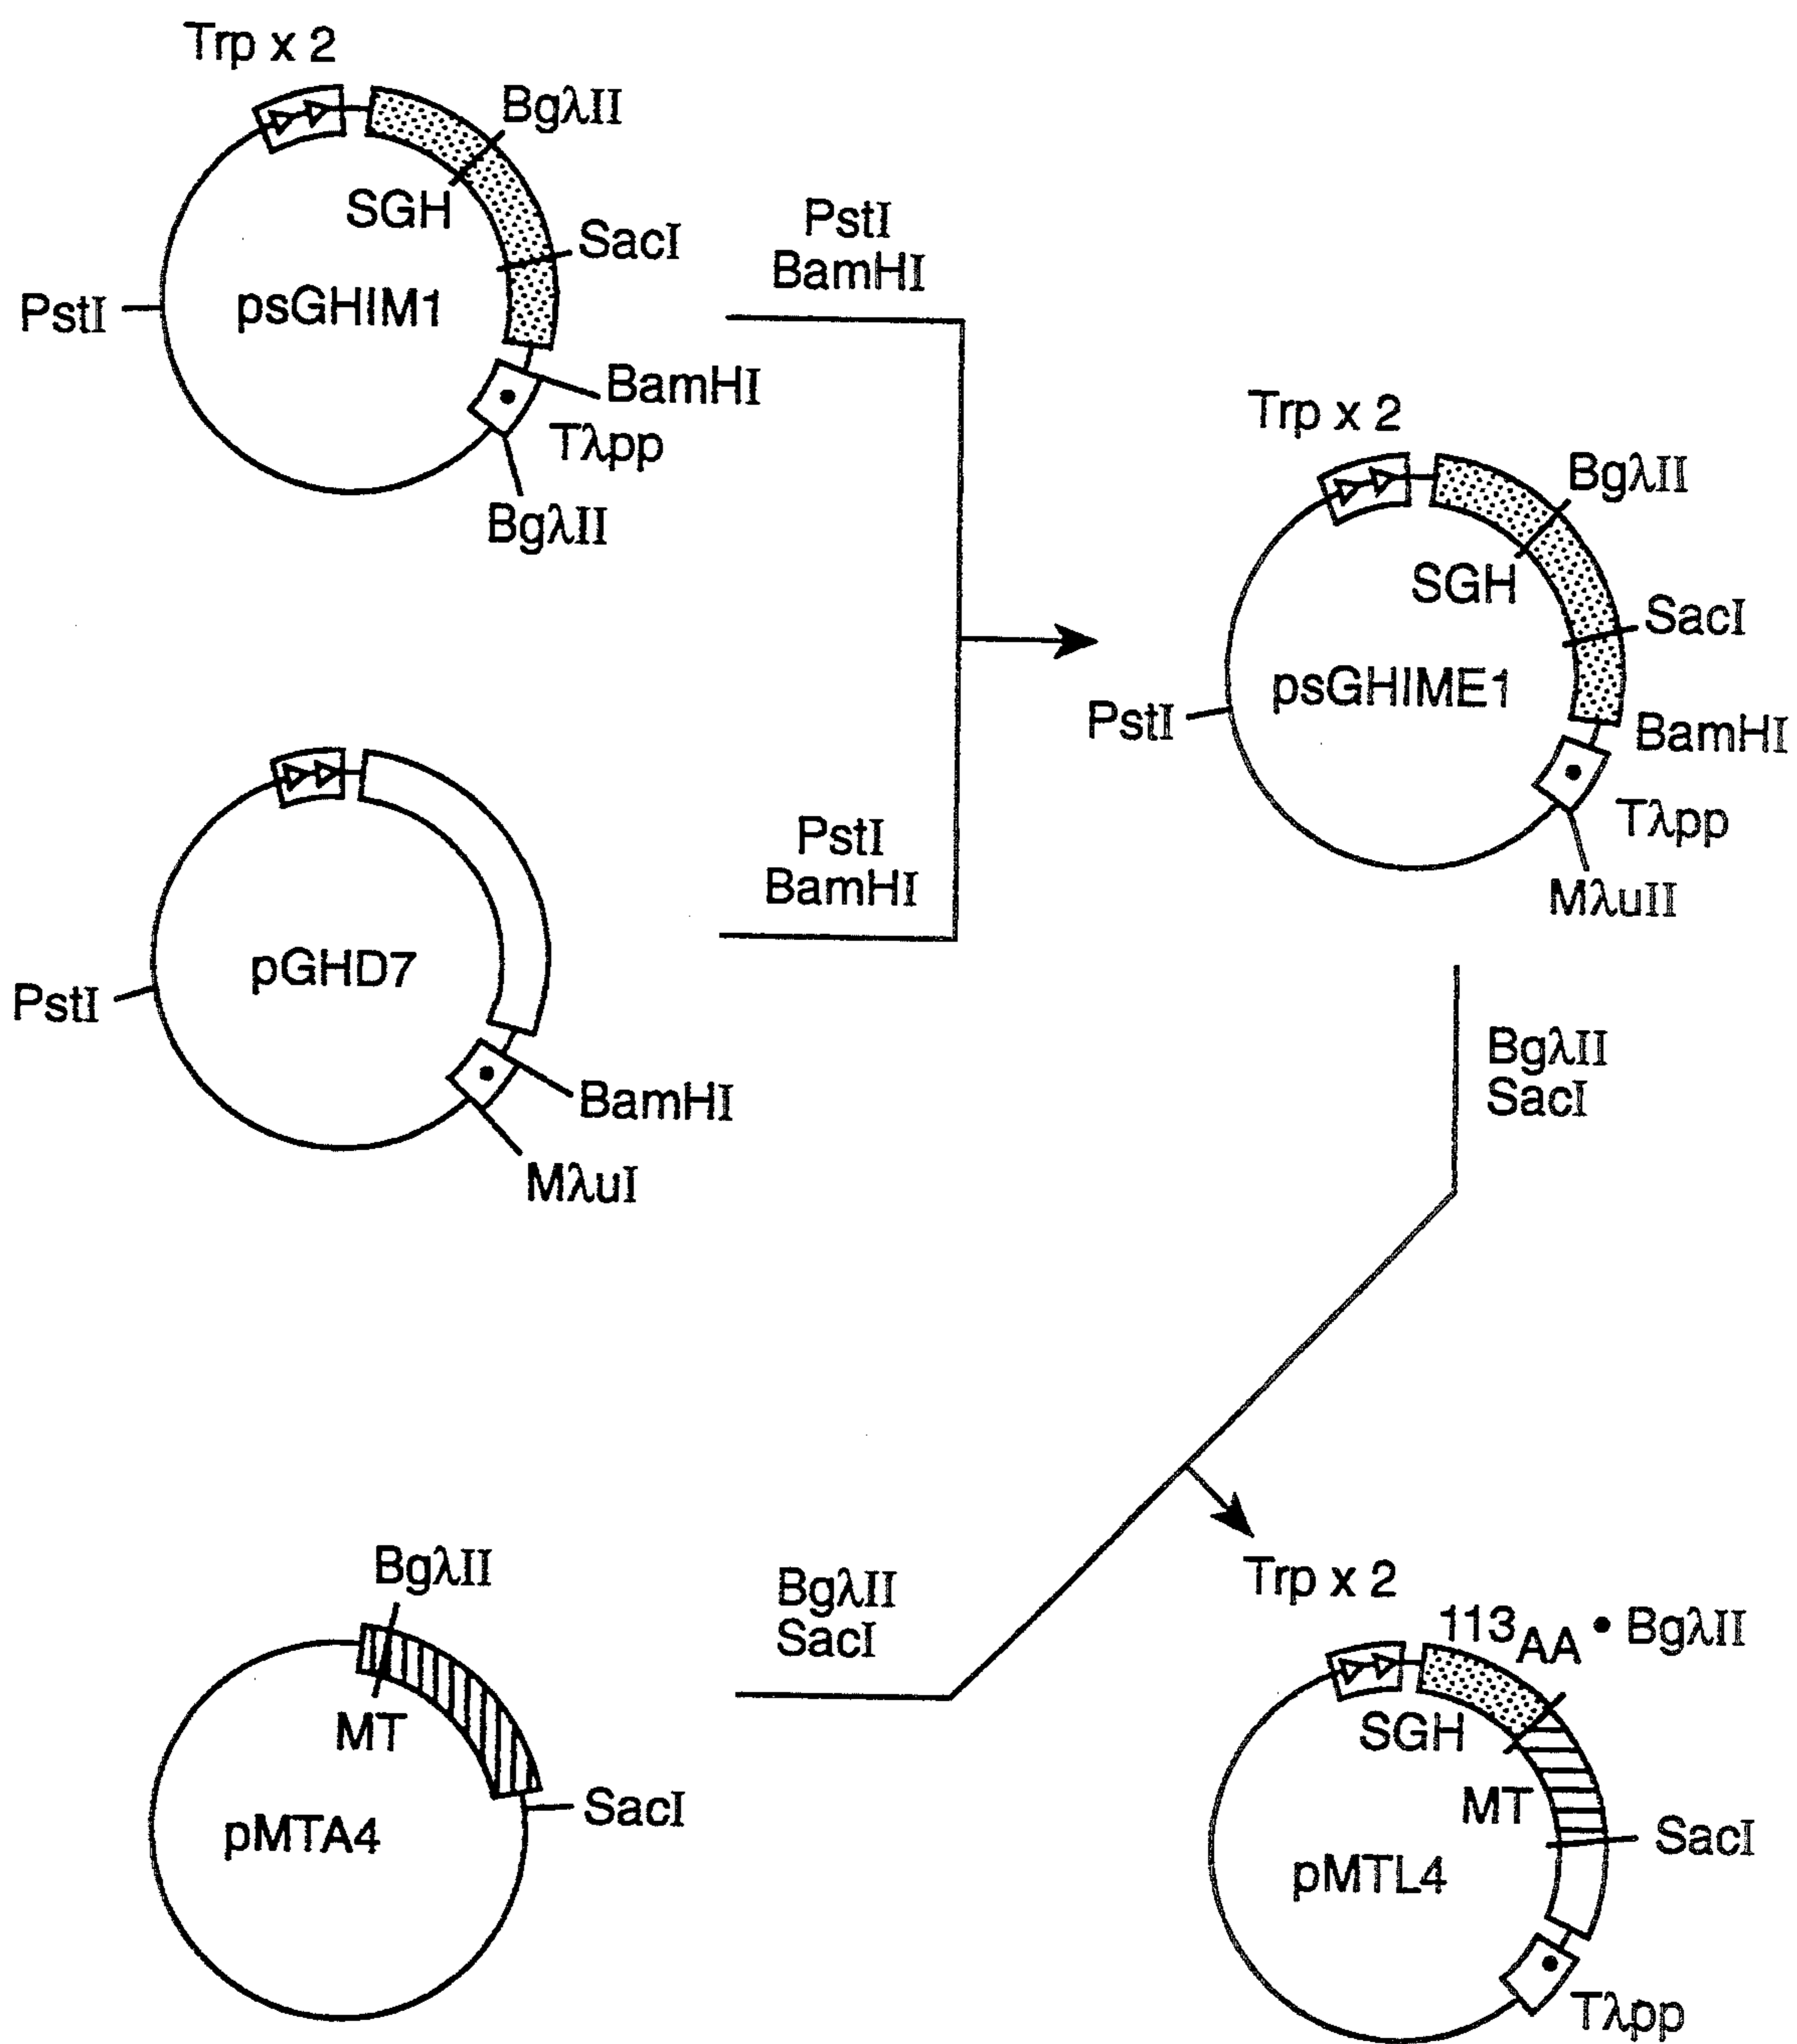 Trp x 2
BgλII
SGH
SacI
PstI
psGHIM1
BamHI
Tλpp
BgλII
PstI
BamHI
PstI
pGHD7
BamHI
MλuI
PstI
BamHI
Trp x 2
BgλII
SGH
SacI
PstI
psGHIME1
BamHI
Tλpp
MλuII
BgλII
SacI
BgλII
MT
SacI
pMTA4
BgλII
SacI
Trp x 2
113AA • BgλII
SGH
MT
SacI
pMTL4
Tλpp